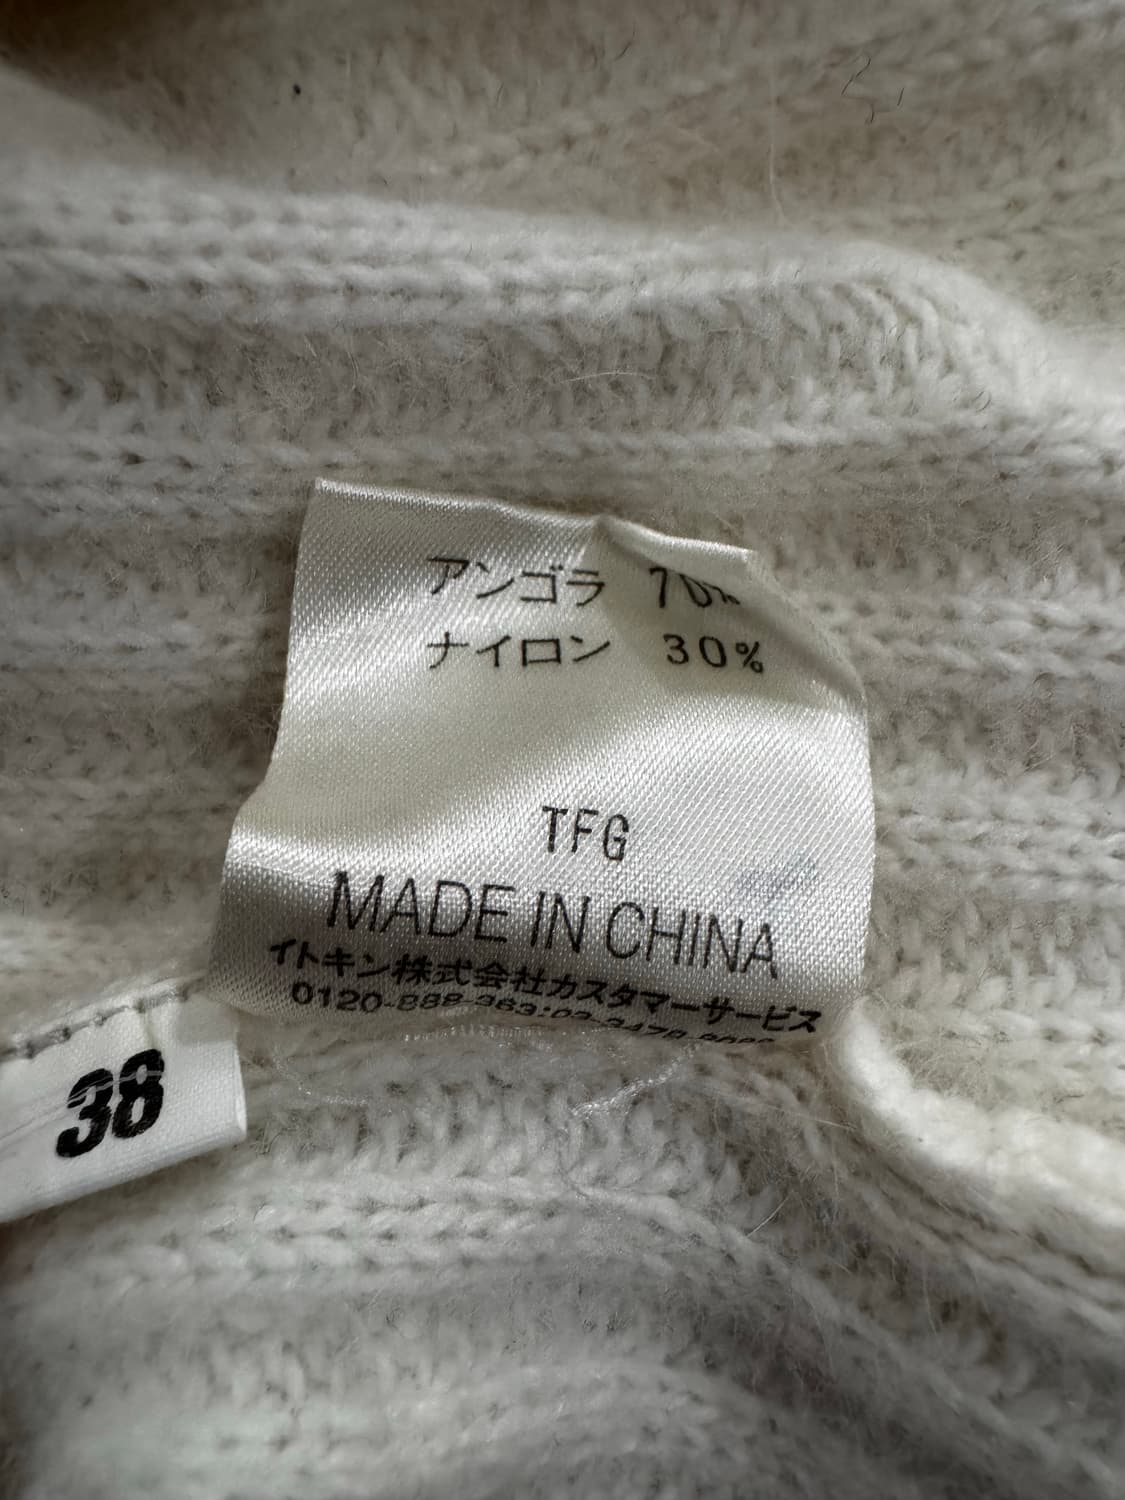 アンゴラ 70%
ナイロン 30%
TFG
MADE IN CHINA
イトキン株式会社カスタマーサービス
0120-888-363:03-3478-
38